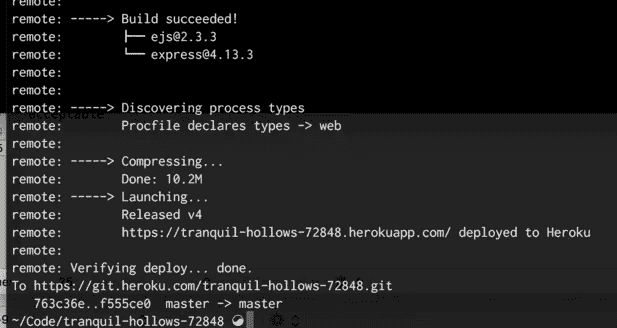 remote:
remote: -----> Build succeeded!
remote:        ├── ejs@2.3.3
remote:        └── express@4.13.3
remote:
remote:
remote: -----> Discovering process types
remote:        Procfile declares types -> web
remote:
remote: -----> Compressing...
remote:        Done: 10.2M
remote: -----> Launching...
remote:        Released v4
remote:        https://tranquil-hollows-72848.herokuapp.com/ deployed to Heroku
remote:
remote: Verifying deploy... done.
To https://git.heroku.com/tranquil-hollows-72848.git
   763c36e..f555ce0  master -> master
~/Code/tranquil-hollows-72848